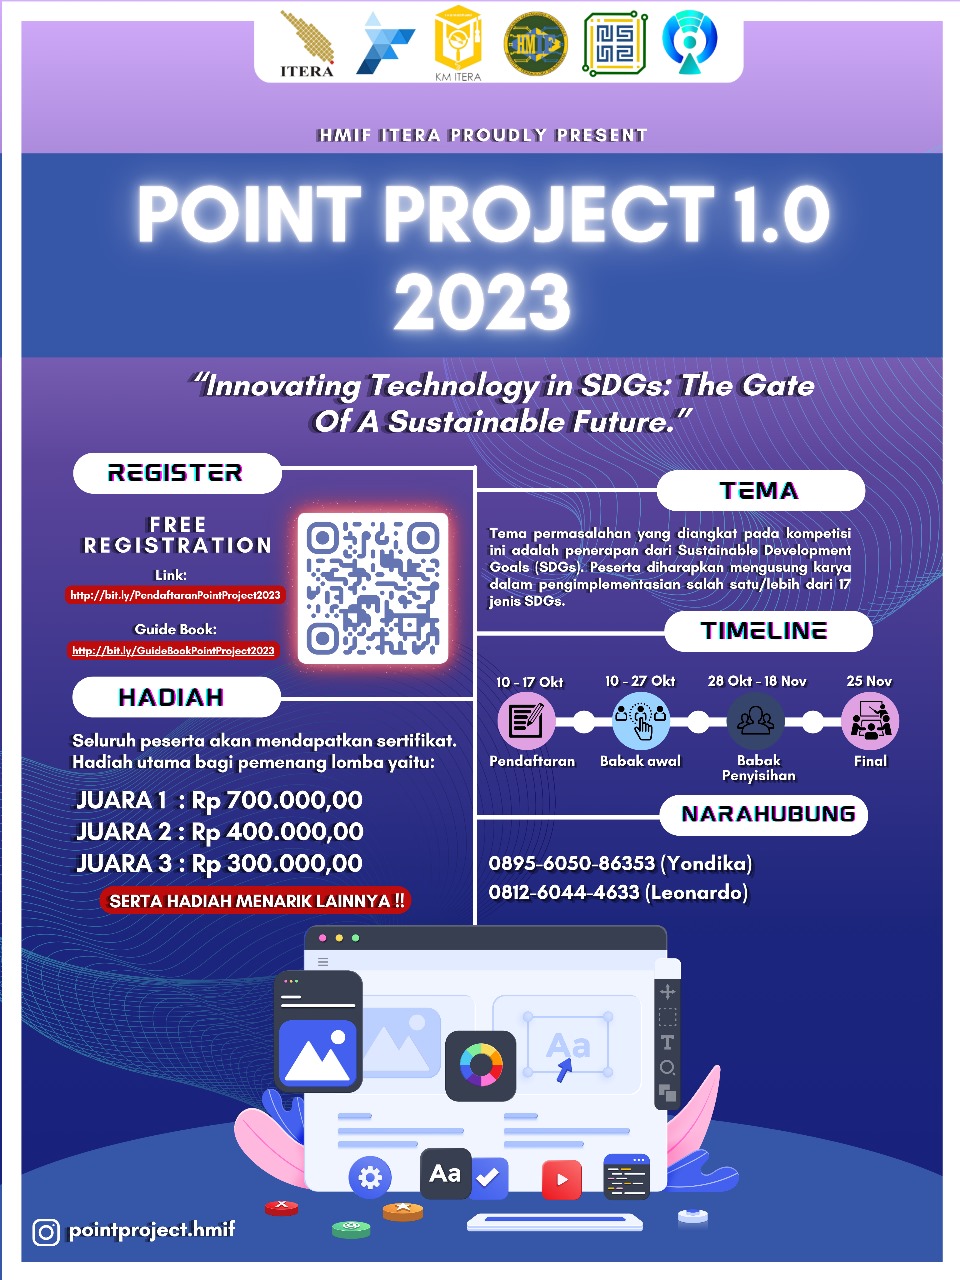 ITERA
KM ITERA
HMIF
HMIF ITERA PROUDLY PRESENT
POINT PROJECT 1.0
2023
“Innovating Technology in SDGs: The Gate
Of A Sustainable Future.”
REGISTER
FREE
REGISTRATION
Link:
http://bit.ly/PendaftaranPointProject2023
Guide Book:
http://bit.ly/GuideBookPointProject2023
HADIAH
Seluruh peserta akan mendapatkan sertifikat.
Hadiah utama bagi pemenang lomba yaitu:
JUARA 1 : Rp 700.000,00
JUARA 2 : Rp 400.000,00
JUARA 3 : Rp 300.000,00
SERTA HADIAH MENARIK LAINNYA !!
TEMA
Tema permasalahan yang diangkat pada kompetisi
ini adalah penerapan dari Sustainable Development
Goals (SDGs). Peserta diharapkan mengusung karya
dalam pengimplementasian salah satu/lebih dari 17
jenis SDGs.
TIMELINE
10 - 17 Okt
10 - 27 Okt
28 Okt - 18 Nov
25 Nov
Pendaftaran
Babak awal
Babak
Penyisihan
Final
NARAHUBUNG
0895-6050-86353 (Yondika)
0812-6044-4633 (Leonardo)
Aa
T
Aa
pointproject.hmif